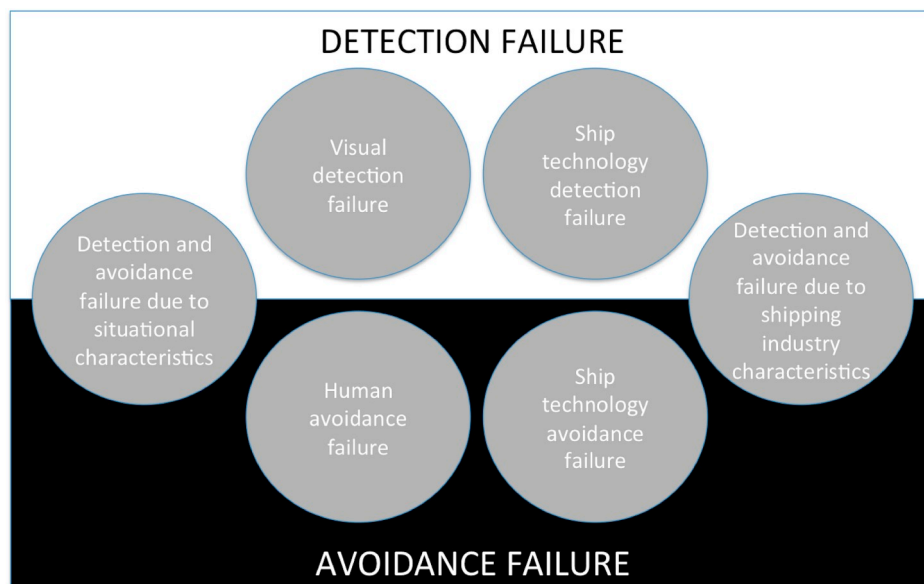 DETECTION FAILURE
Visual
detection
failure
Ship
technology
detection
failure
Detection and
avoidance
failure due to
situational
characteristics
Detection and
avoidance
failure due to
shipping
industry
characteristics
Human
avoidance
failure
Ship
technology
avoidance
failure
AVOIDANCE FAILURE